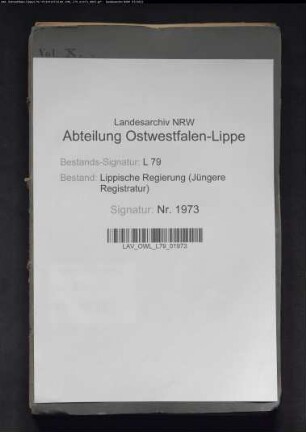 Landesarchiv NRW
Abteilung Ostwestfalen-Lippe
Bestands-Signatur: L 79
Bestand: Lippische Regierung (Jüngere
Registratur)
Signatur: Nr. 1973
LAV_OWL_L79_01973